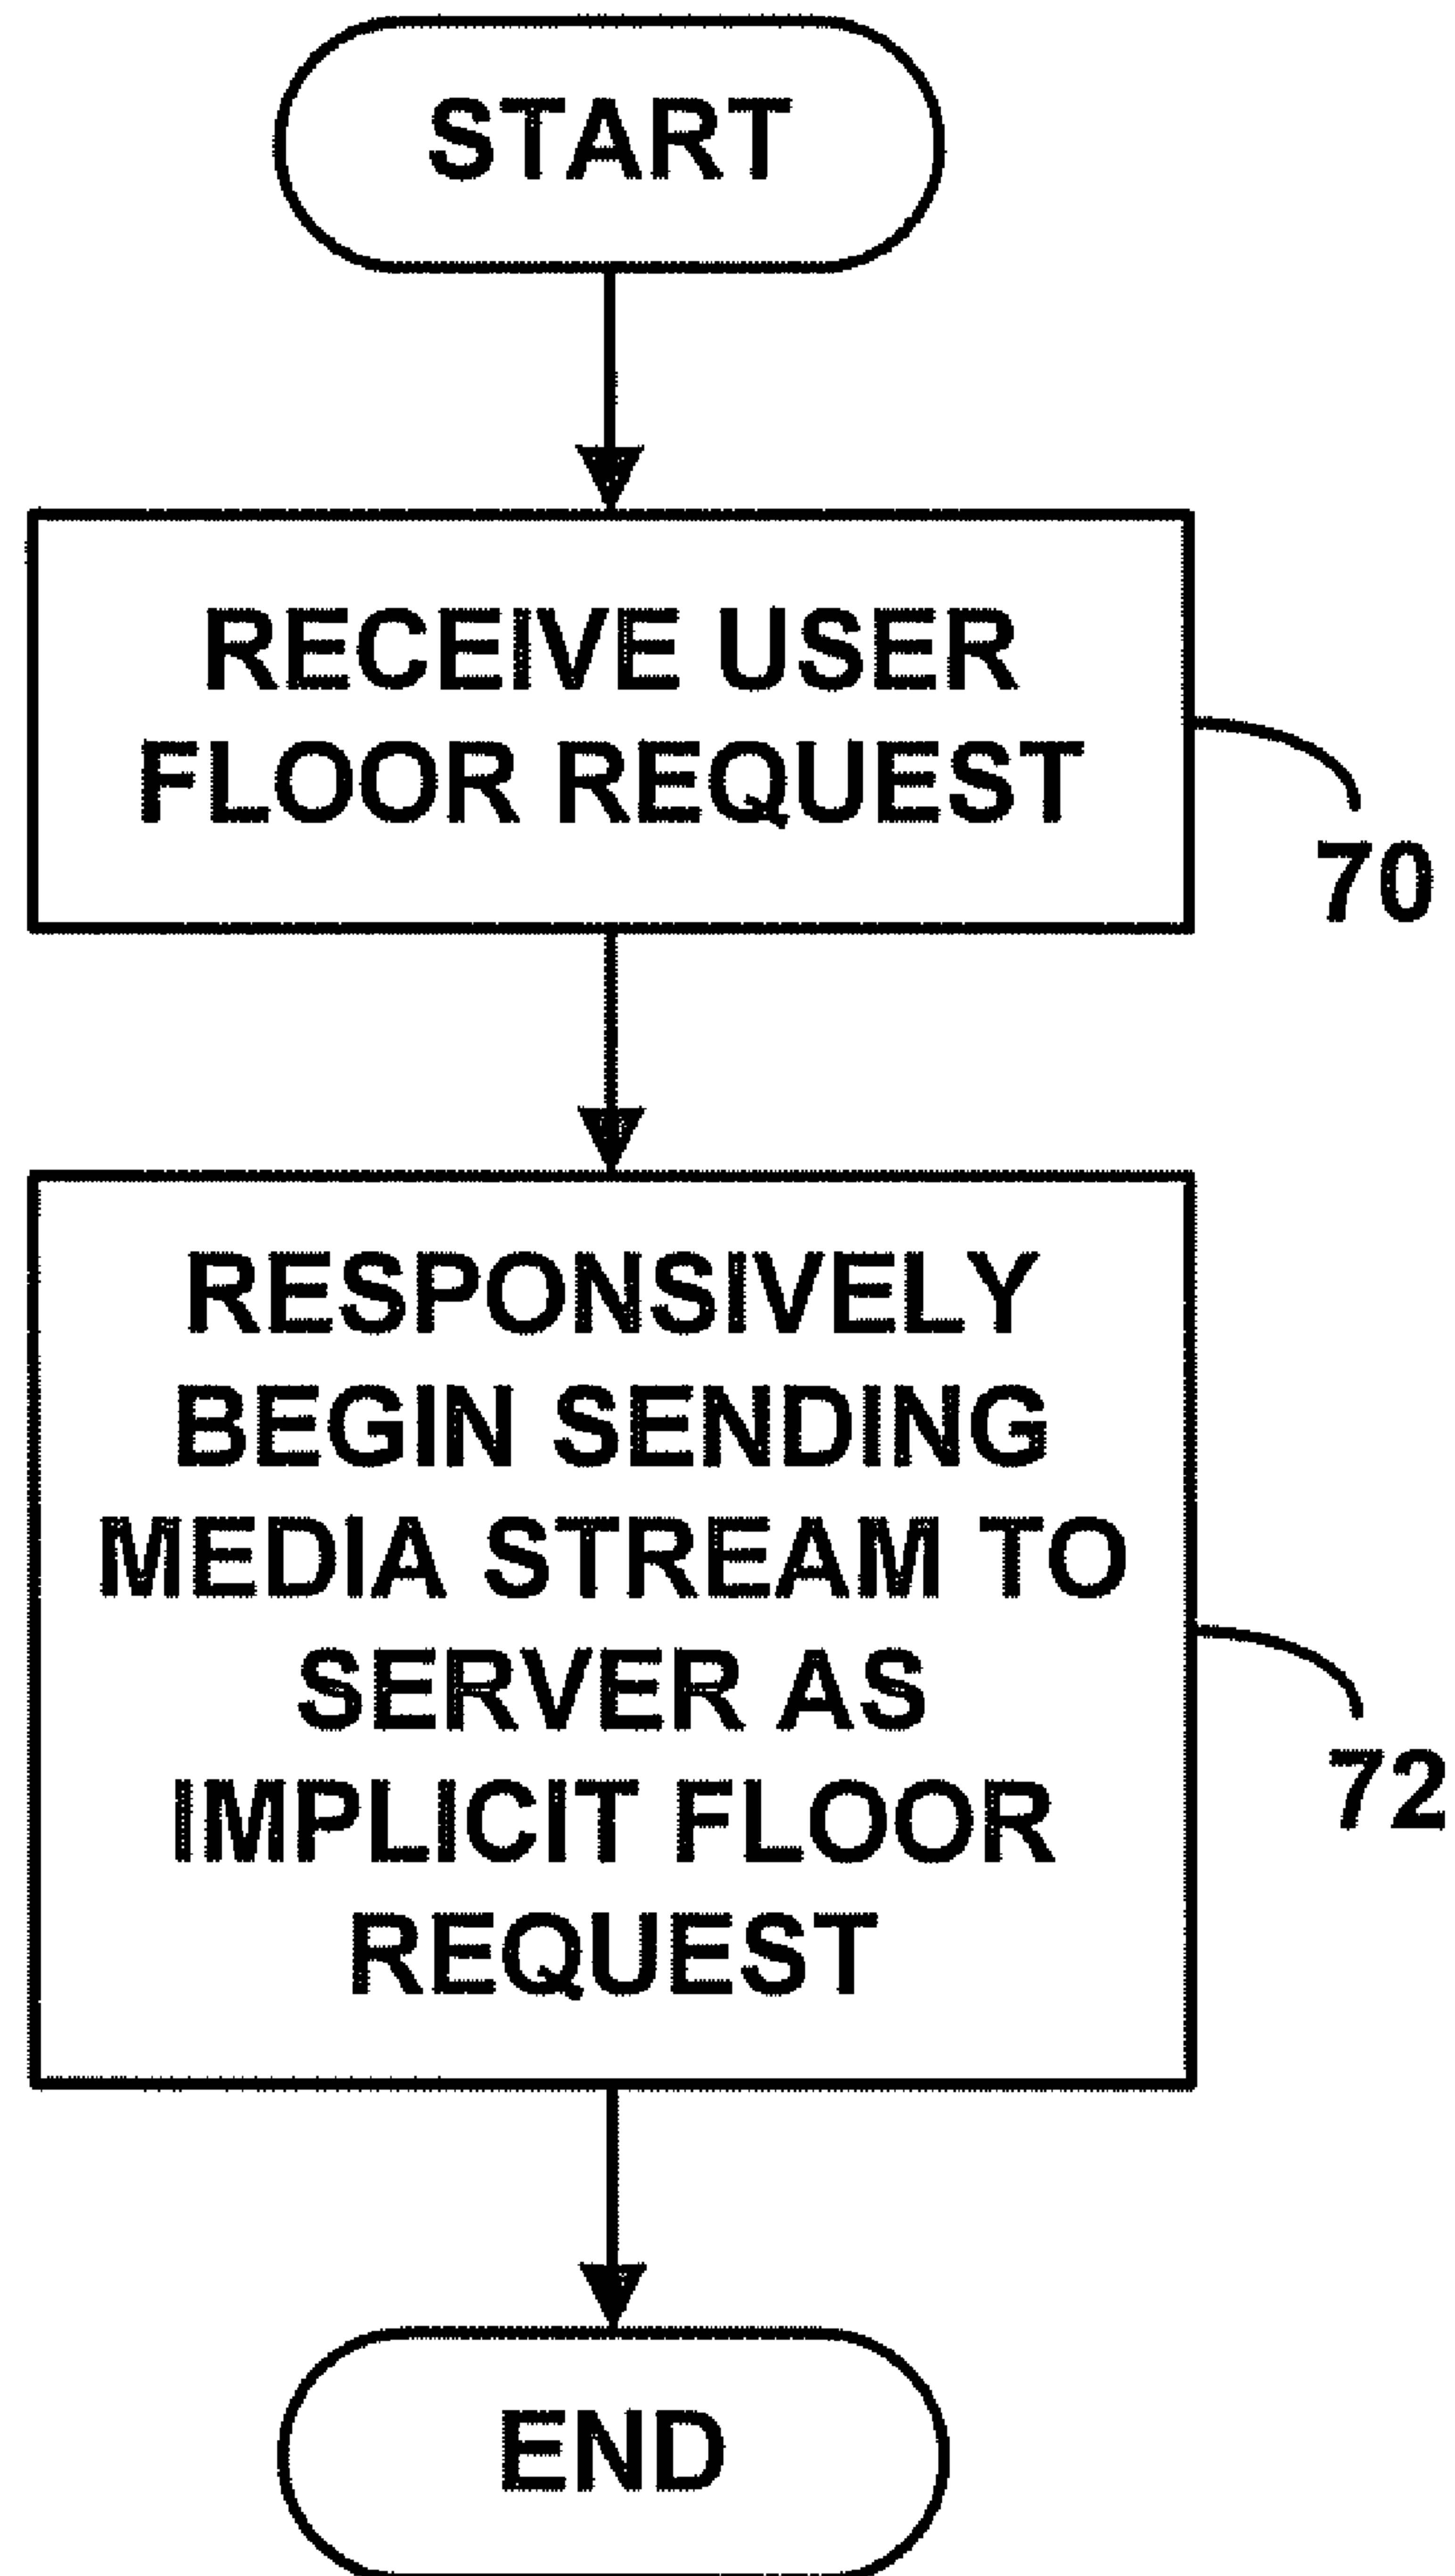 START
RECEIVE USER
FLOOR REQUEST
70
RESPONSIVELY
BEGIN SENDING
MEDIA STREAM TO
SERVER AS
IMPLICIT FLOOR
REQUEST
72
END